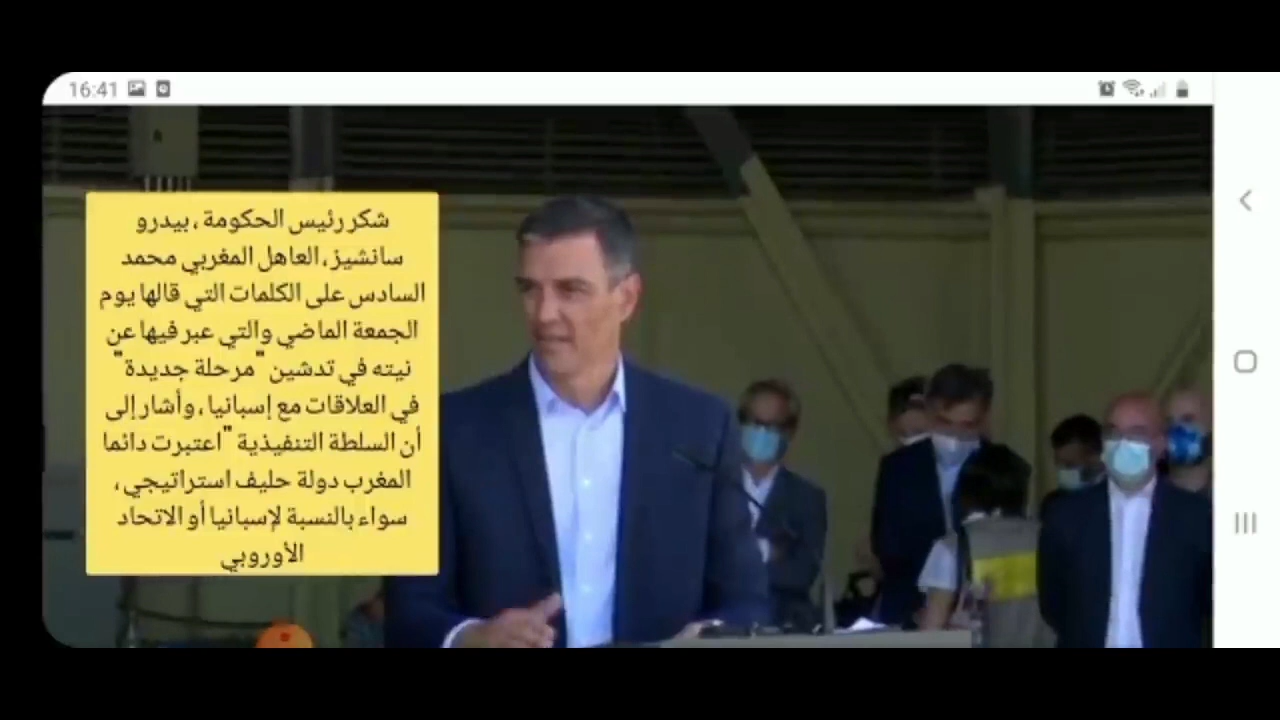 16:41
شكر رئيس الحكومة ، بيدرو
سانشيز ، العاهل المغربي محمد
السادس على الكلمات التي قالها يوم
الجمعة الماضي والتي عبر فيها عن
نيته في تدشين "مرحلة جديدة"
في العلاقات مع إسبانيا ، وأشار إلى
أن السلطة التنفيذية "اعتبرت دائما
المغرب دولة حليف استراتيجي ،
سواء بالنسبة لإسبانيا أو الاتحاد
الأوروبي